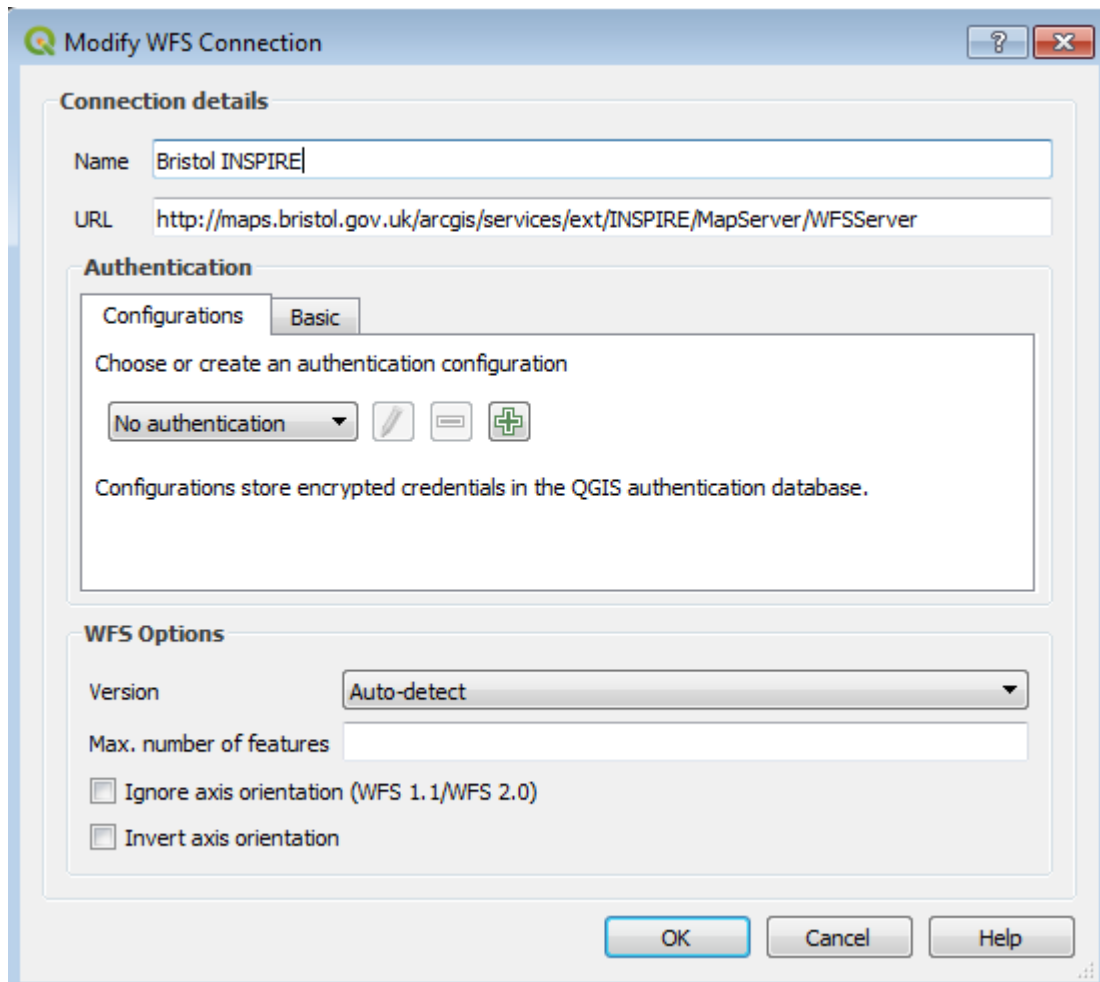 Modify WFS Connection
Connection details
Name Bristol INSPIRE
URL http://maps.bristol.gov.uk/arcgis/services/ext/INSPIRE/MapServer/WFSServer
Authentication
Configurations Basic
Choose or create an authentication configuration
No authentication
Configurations store encrypted credentials in the QGIS authentication database.
WFS Options
Version Auto-detect
Max. number of features
Ignore axis orientation (WFS 1.1/WFS 2.0)
Invert axis orientation
OK Cancel Help